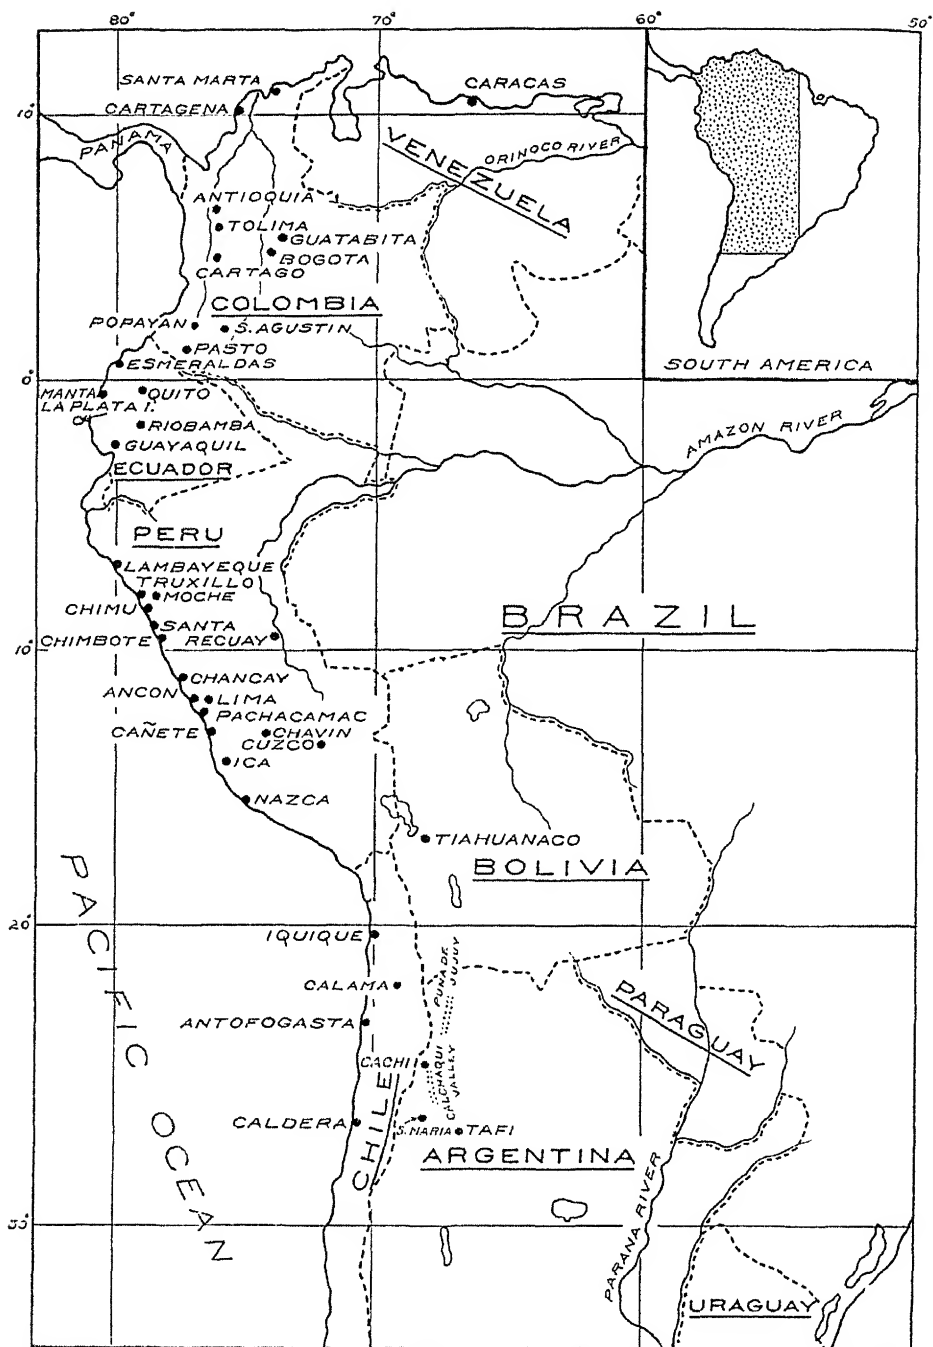 80° 70° 60° 50°
SANTA MARTA
CARACAS
CARTAGENA
10°
PANAMA
VENEZUELA
ORINOCO RIVER
ANTIOQUIA
TOLIMA
GUATABITA
BOGOTA
CARTAGO
COLOMBIA
POPAYAN
S. AGUSTIN
PASTO
ESMERALDAS
SOUTH AMERICA
0°
MANTA
QUITO
LA PLATA I.
RIOBAMBA
GUAYAQUIL
AMAZON RIVER
ECUADOR
PERU
LAMBAYEQUE
TRUXILLO
MOCHE
CHIMU
SANTA
CHIMBOTE
RECUAY
BRAZIL
10°
CHANCAY
ANCON
LIMA
PACHACAMAC
CAÑETE
CHAVIN
CUZCO
ICA
NAZCA
TIAHUANACO
BOLIVIA
PACIFIC OCEAN
20°
IQUIQUE
CALAMA
PUNA DE
JUJUY
ANTOFOGASTA
PARAGUAY
CACHI
CALCHAQUI
VALLEY
CHILE
CALDERA
S. MARIA
TAFI
ARGENTINA
PARANA RIVER
33°
URAGUAY